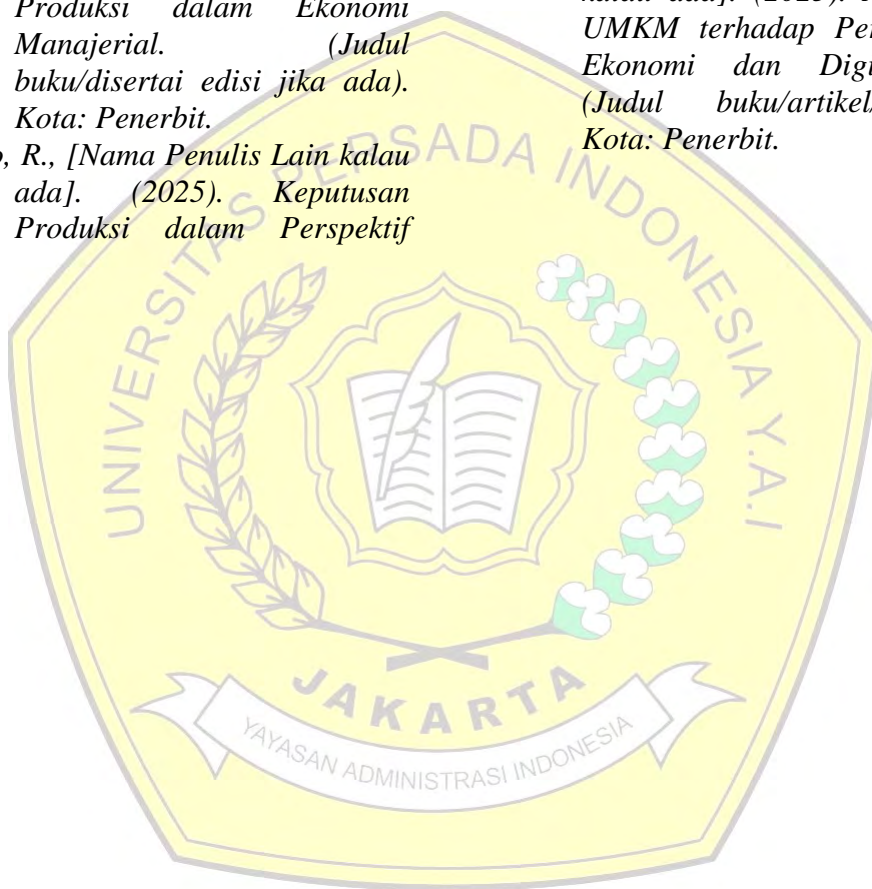 Produksi dalam Ekonomi
Manajerial. (Judul
buku/disertai edisi jika ada).
Kota: Penerbit.
R., [Nama Penulis Lain kalau
ada]. (2025). Keputusan
Produksi dalam Perspektif
UMKM terhadap
Ekonomi dan
(Judul buku/artikel/
Kota: Penerbit.
UNIVERSITAS PERSADA INDONESIA Y.A.I
JAKARTA
YAYASAN ADMINISTRASI INDONESIA